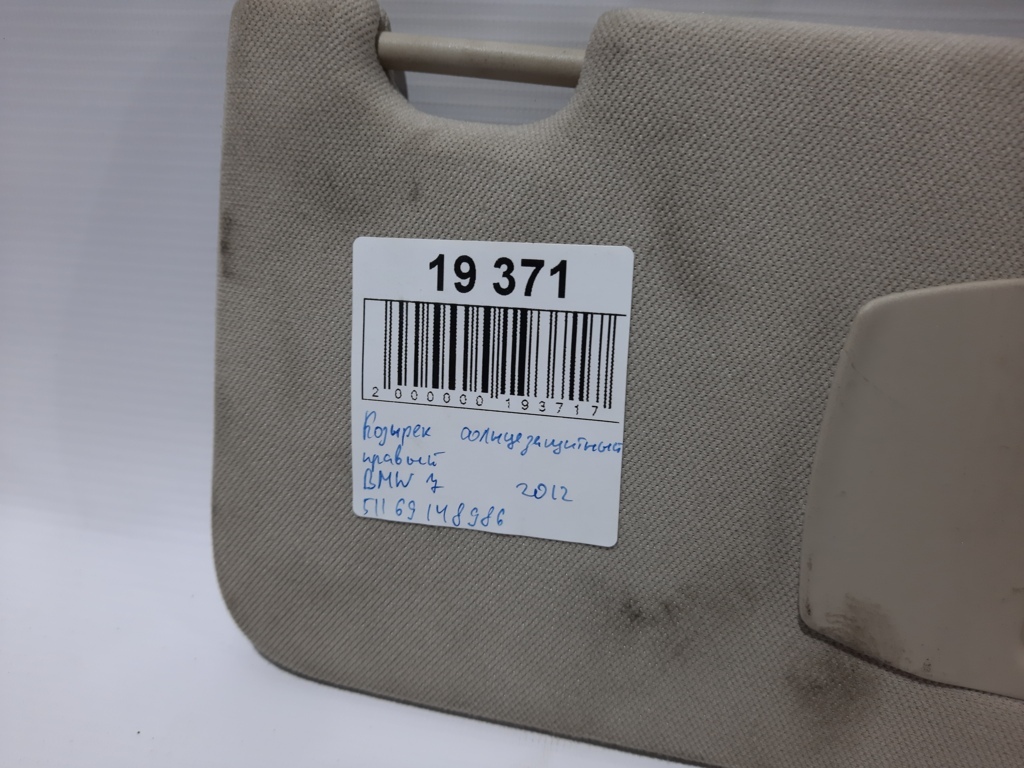 19 371
2 000000 193717
Козырек солнцезащитный
правый
BMW 7 2012
51169148986